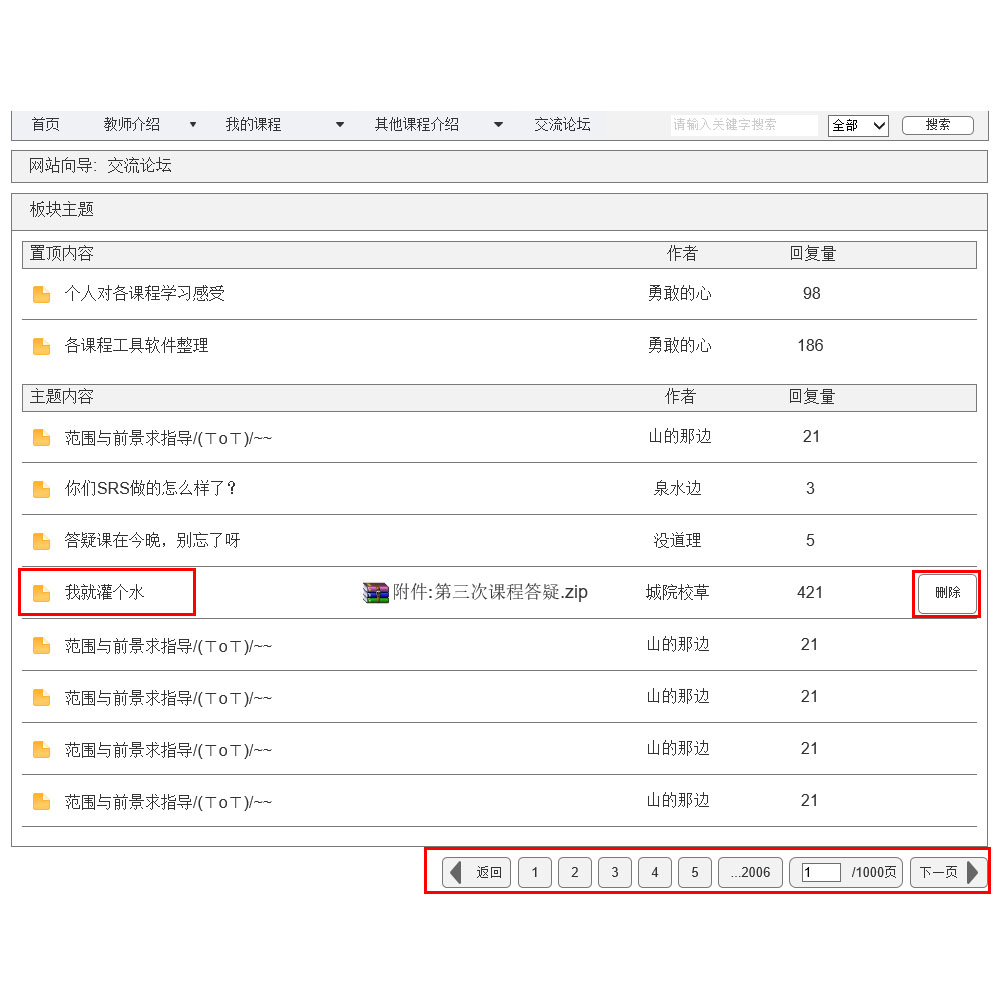 首页 教师介绍 我的课程 其他课程介绍 交流论坛 请输入关键字搜索 全部 搜索
网站向导: 交流论坛
板块主题
置顶内容 作者 回复量
个人对各课程学习感受 勇敢的心 98
各课程工具软件整理 勇敢的心 186
主题内容 作者 回复量
范围与前景求指导/(ㄒoㄒ)/~~ 山的那边 21
你们SRS做的怎么样了? 泉水边 3
答疑课在今晚，别忘了呀 没道理 5
我就灌个水 附件:第三次课程答疑.zip 城院校草 421 删除
范围与前景求指导/(ㄒoㄒ)/~~ 山的那边 21
范围与前景求指导/(ㄒoㄒ)/~~ 山的那边 21
范围与前景求指导/(ㄒoㄒ)/~~ 山的那边 21
范围与前景求指导/(ㄒoㄒ)/~~ 山的那边 21
返回 1 2 3 4 5 ...2006 1 /1000页 下一页